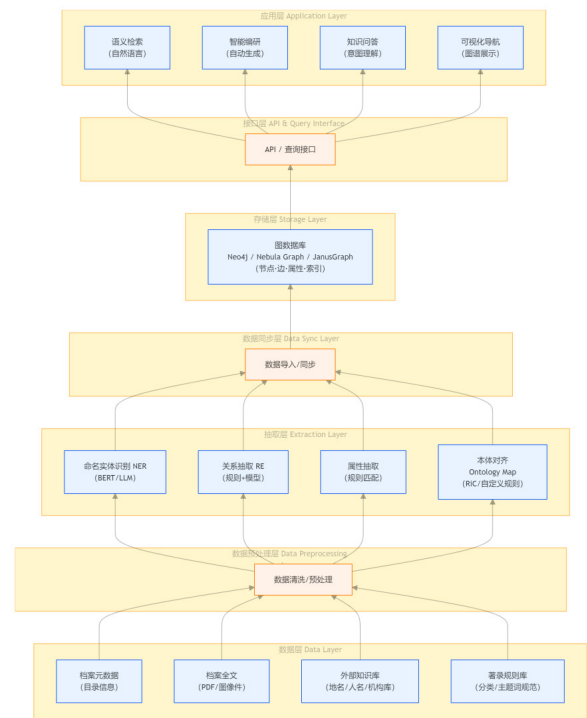 应用层 Application Layer
语义检索
(自然语言)
智能编研
(自动生成)
知识问答
(意图理解)
可视化导航
(图谱展示)
接口层 API & Query Interface
API / 查询接口
存储层 Storage Layer
图数据库
Neo4j / Nebula Graph / JanusGraph
(节点·边·属性·索引)
数据同步层 Data Sync Layer
数据导入/同步
抽取层 Extraction Layer
命名实体识别 NER
(BERT/LLM)
关系抽取 RE
(规则+模型)
属性抽取
(规则匹配)
本体对齐
Ontology Map
(RiC/自定义规则)
数据预处理层 Data Preprocessing
数据清洗/预处理
数据层 Data Layer
档案元数据
(目录信息)
档案全文
(PDF/图像件)
外部知识库
(地名/人名/机构库)
著录规则库
(分类/主题词规范)